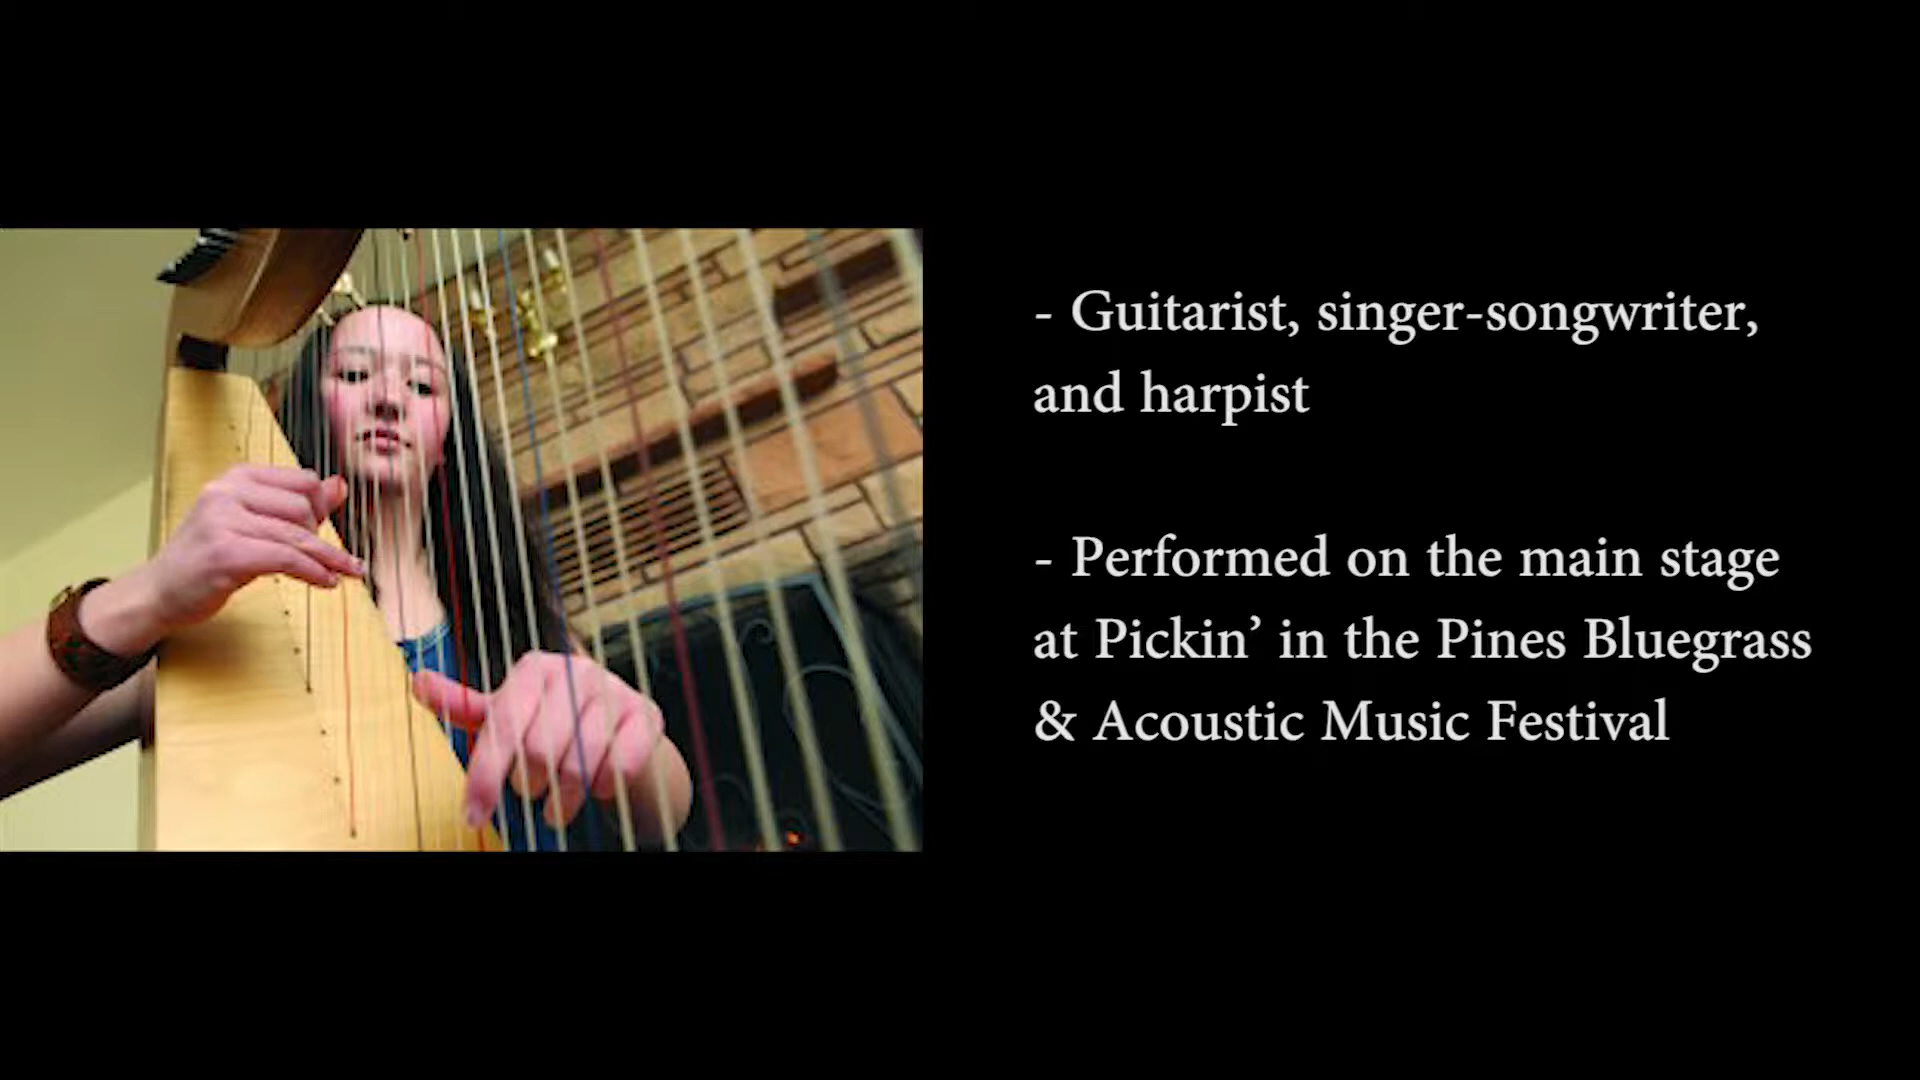 - Guitarist, singer-songwriter,
and harpist
- Performed on the main stage
at Pickin’ in the Pines Bluegrass
& Acoustic Music Festival